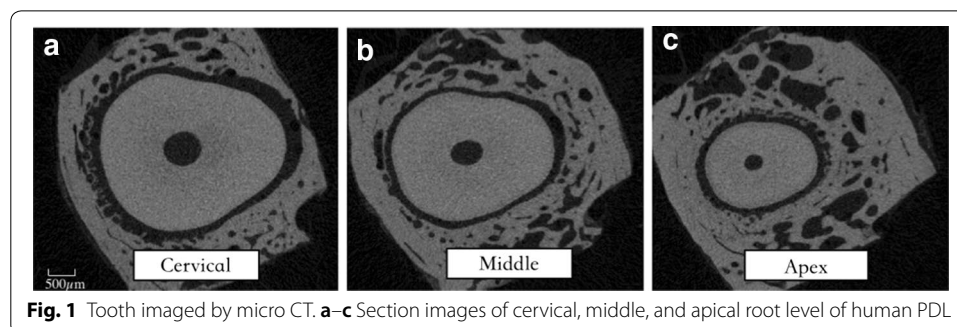 a b c
Cervical Middle Apex
500µm
Fig. 1 Tooth imaged by micro CT. a–c Section images of cervical, middle, and apical root level of human PDL